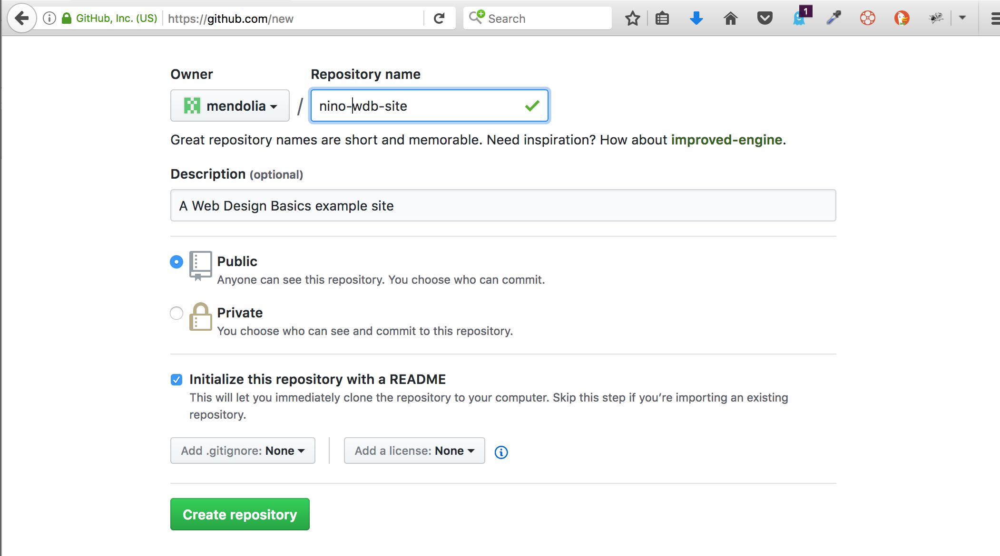 GitHub, Inc. (US) https://github.com/new Search 1
Owner Repository name
mendolia / nino-wdb-site
Great repository names are short and memorable. Need inspiration? How about improved-engine.
Description (optional)
A Web Design Basics example site
Public
Anyone can see this repository. You choose who can commit.
Private
You choose who can see and commit to this repository.
Initialize this repository with a README
This will let you immediately clone the repository to your computer. Skip this step if you’re importing an existing
repository.
Add .gitignore: None Add a license: None
Create repository